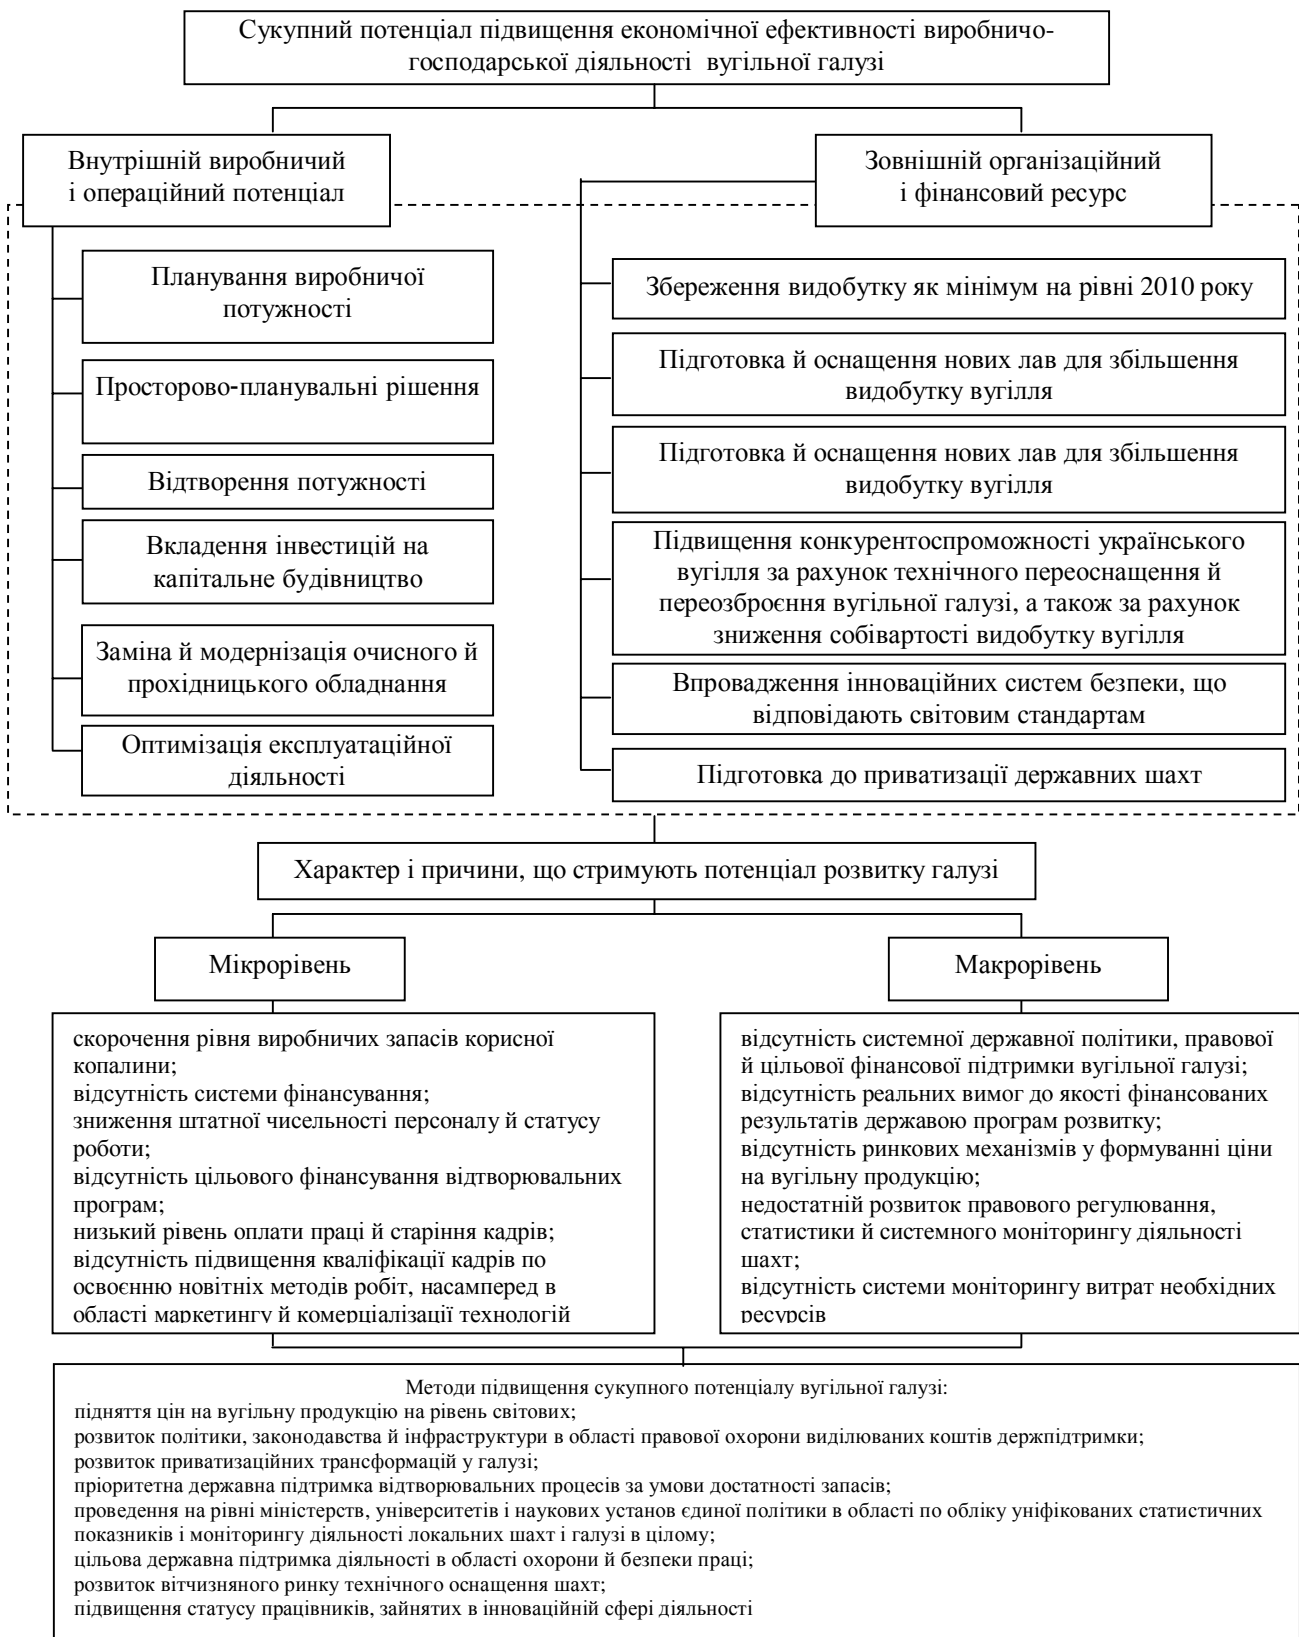 Сукупний потенціал підвищення економічної ефективності виробничо-
господарської діяльності вугільної галузі
Внутрішній виробничий
і операційний потенціал
Зовнішній організаційний
і фінансовий ресурс
Планування виробничої
потужності
Просторово-планувальні рішення
Відтворення потужності
Вкладення інвестицій на
капітальне будівництво
Заміна й модернізація очисного й
прохідницького обладнання
Оптимізація експлуатаційної
діяльності
Збереження видобутку як мінімум на рівні 2010 року
Підготовка й оснащення нових лав для збільшення
видобутку вугілля
Підготовка й оснащення нових лав для збільшення
видобутку вугілля
Підвищення конкурентоспроможності українського
вугілля за рахунок технічного переоснащення й
переозброєння вугільної галузі, а також за рахунок
зниження собівартості видобутку вугілля
Впровадження інноваційних систем безпеки, що
відповідають світовим стандартам
Підготовка до приватизації державних шахт
Характер і причини, що стримують потенціал розвитку галузі
Мікрорівень
Макрорівень
скорочення рівня виробничих запасів корисної
копалини;
відсутність системи фінансування;
зниження штатної чисельності персоналу й статусу
роботи;
відсутність цільового фінансування відтворювальних
програм;
низький рівень оплати праці й старіння кадрів;
відсутність підвищення кваліфікації кадрів по
освоєнню новітніх методів робіт, насамперед в
області маркетингу й комерціалізації технологій
відсутність системної державної політики, правової
й цільової фінансової підтримки вугільної галузі;
відсутність реальних вимог до якості фінансованих
результатів державою програм розвитку;
відсутність ринкових механізмів у формуванні ціни
на вугільну продукцію;
недостатній розвиток правового регулювання,
статистики й системного моніторингу діяльності
шахт;
відсутність системи моніторингу витрат необхідних
ресурсів
Методи підвищення сукупного потенціалу вугільної галузі:
підняття цін на вугільну продукцію на рівень світових;
розвиток політики, законодавства й інфраструктури в області правової охорони виділюваних коштів держпідтримки;
розвиток приватизаційних трансформацій у галузі;
пріоритетна державна підтримка відтворювальних процесів за умови достатності запасів;
проведення на рівні міністерств, університетів і наукових установ єдиної політики в області по обліку уніфікованих статистичних
показників і моніторингу діяльності локальних шахт і галузі в цілому;
цільова державна підтримка діяльності в області охорони й безпеки праці;
розвиток вітчизняного ринку технічного оснащення шахт;
підвищення статусу працівників, зайнятих в інноваційній сфері діяльності